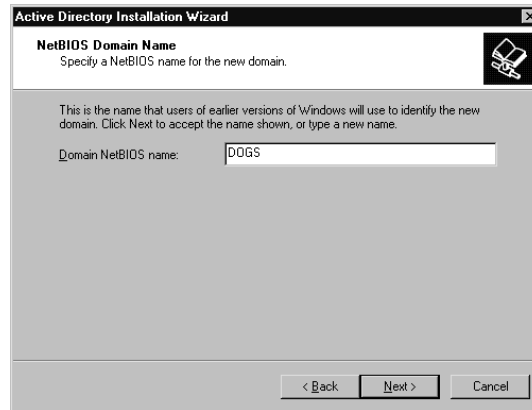 Active Directory Installation Wizard
NetBIOS Domain Name
Specify a NetBIOS name for the new domain.
This is the name that users of earlier versions of Windows will use to identify the new
domain. Click Next to accept the name shown, or type a new name.
Domain NetBIOS name: DOGS
< Back Next > Cancel